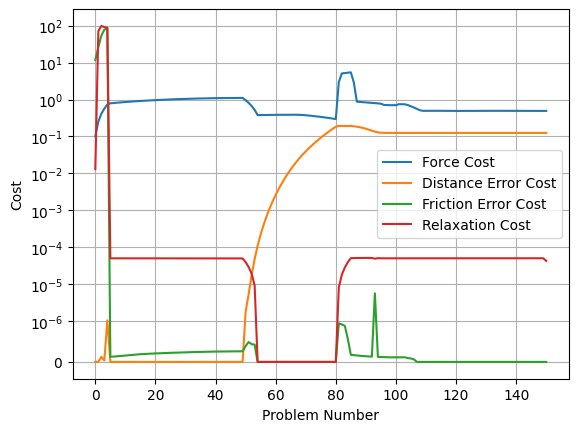 10²
10¹
10⁰
10⁻¹
10⁻²
10⁻³
10⁻⁴
10⁻⁵
10⁻⁶
0
Cost
Force Cost
Distance Error Cost
Friction Error Cost
Relaxation Cost
0 20 40 60 80 100 120 140
Problem Number